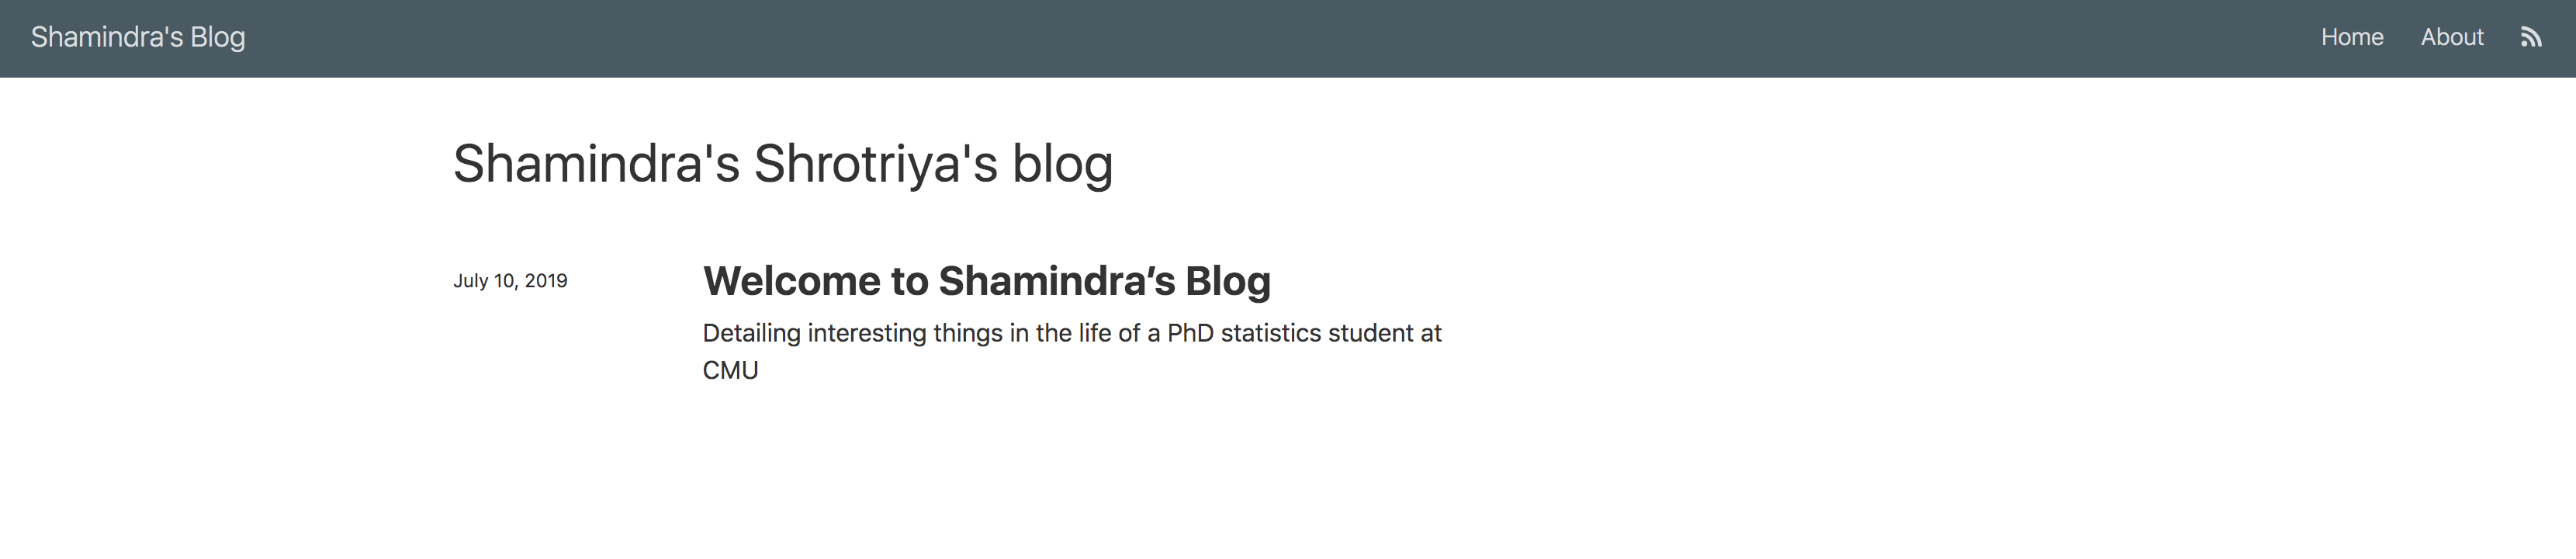 Shamindra's Blog
Home About
Shamindra's Shrotriya's blog
July 10, 2019
Welcome to Shamindra’s Blog
Detailing interesting things in the life of a PhD statistics student at
CMU